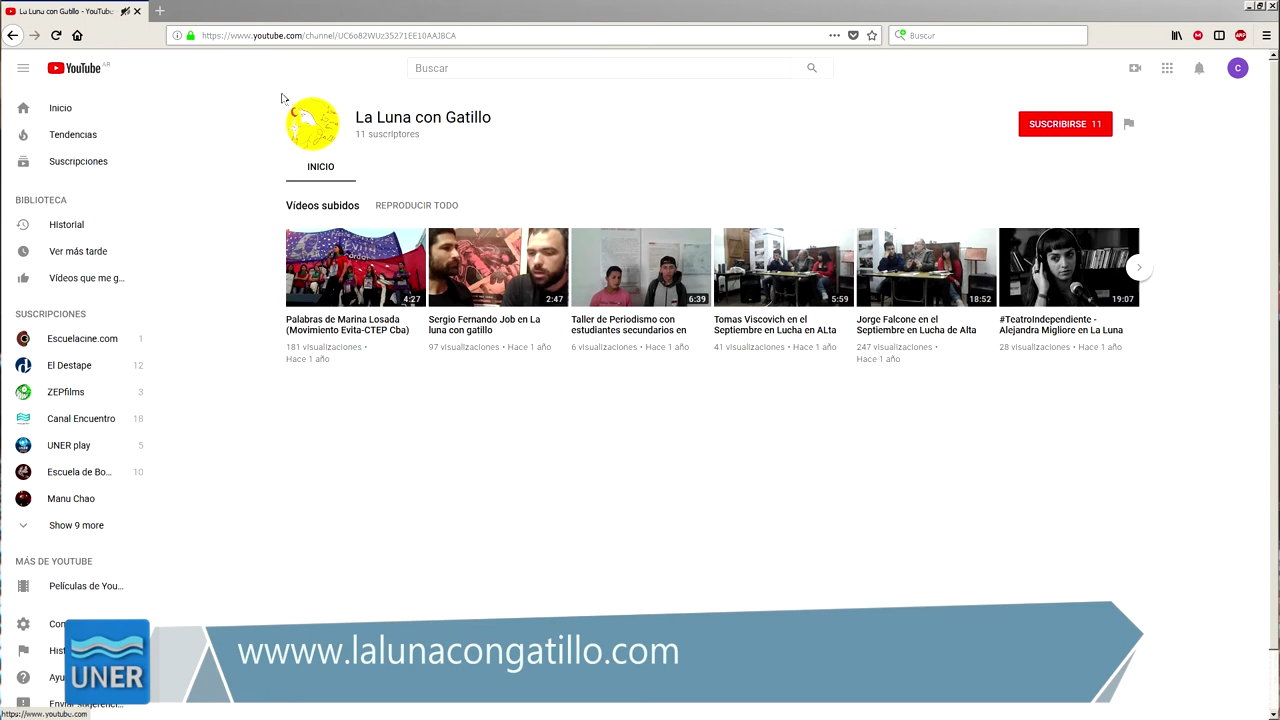 La Luna con Gatillo - YouTube
https://www.youtube.com/channel/UC6o82WUz35271EE10AAJBCA
Buscar
YouTube AR
Buscar
C
Inicio
Tendencias
Suscripciones
BIBLIOTECA
Historial
Ver más tarde
Vídeos que me g...
SUSCRIPCIONES
Escuelacine.com 1
El Destape 12
ZEPfilms 3
Canal Encuentro 18
UNER play 5
Escuela de Bo... 10
Manu Chao
Show 9 more
MÁS DE YOUTUBE
Películas de You...
La Luna con Gatillo
11 suscriptores
SUSCRIBIRSE 11
INICIO
Vídeos subidos REPRODUCIR TODO
4:27
Palabras de Marina Losada
(Movimiento Evita-CTEP Cba)
181 visualizaciones •
Hace 1 año
2:47
Sergio Fernando Job en La
luna con gatillo
97 visualizaciones • Hace 1 año
6:39
Taller de Periodismo con
estudiantes secundarios en
6 visualizaciones • Hace 1 año
5:59
Tomas Viscovich en el
Septiembre en Lucha en ALta
41 visualizaciones • Hace 1 año
18:52
Jorge Falcone en el
Septiembre en Lucha de Alta
247 visualizaciones •
Hace 1 año
19:07
#TeatroIndependiente -
Alejandra Migliore en La Luna
28 visualizaciones • Hace 1 año
UNER
wwww.lalunacongatillo.com
https://www.youtube.com